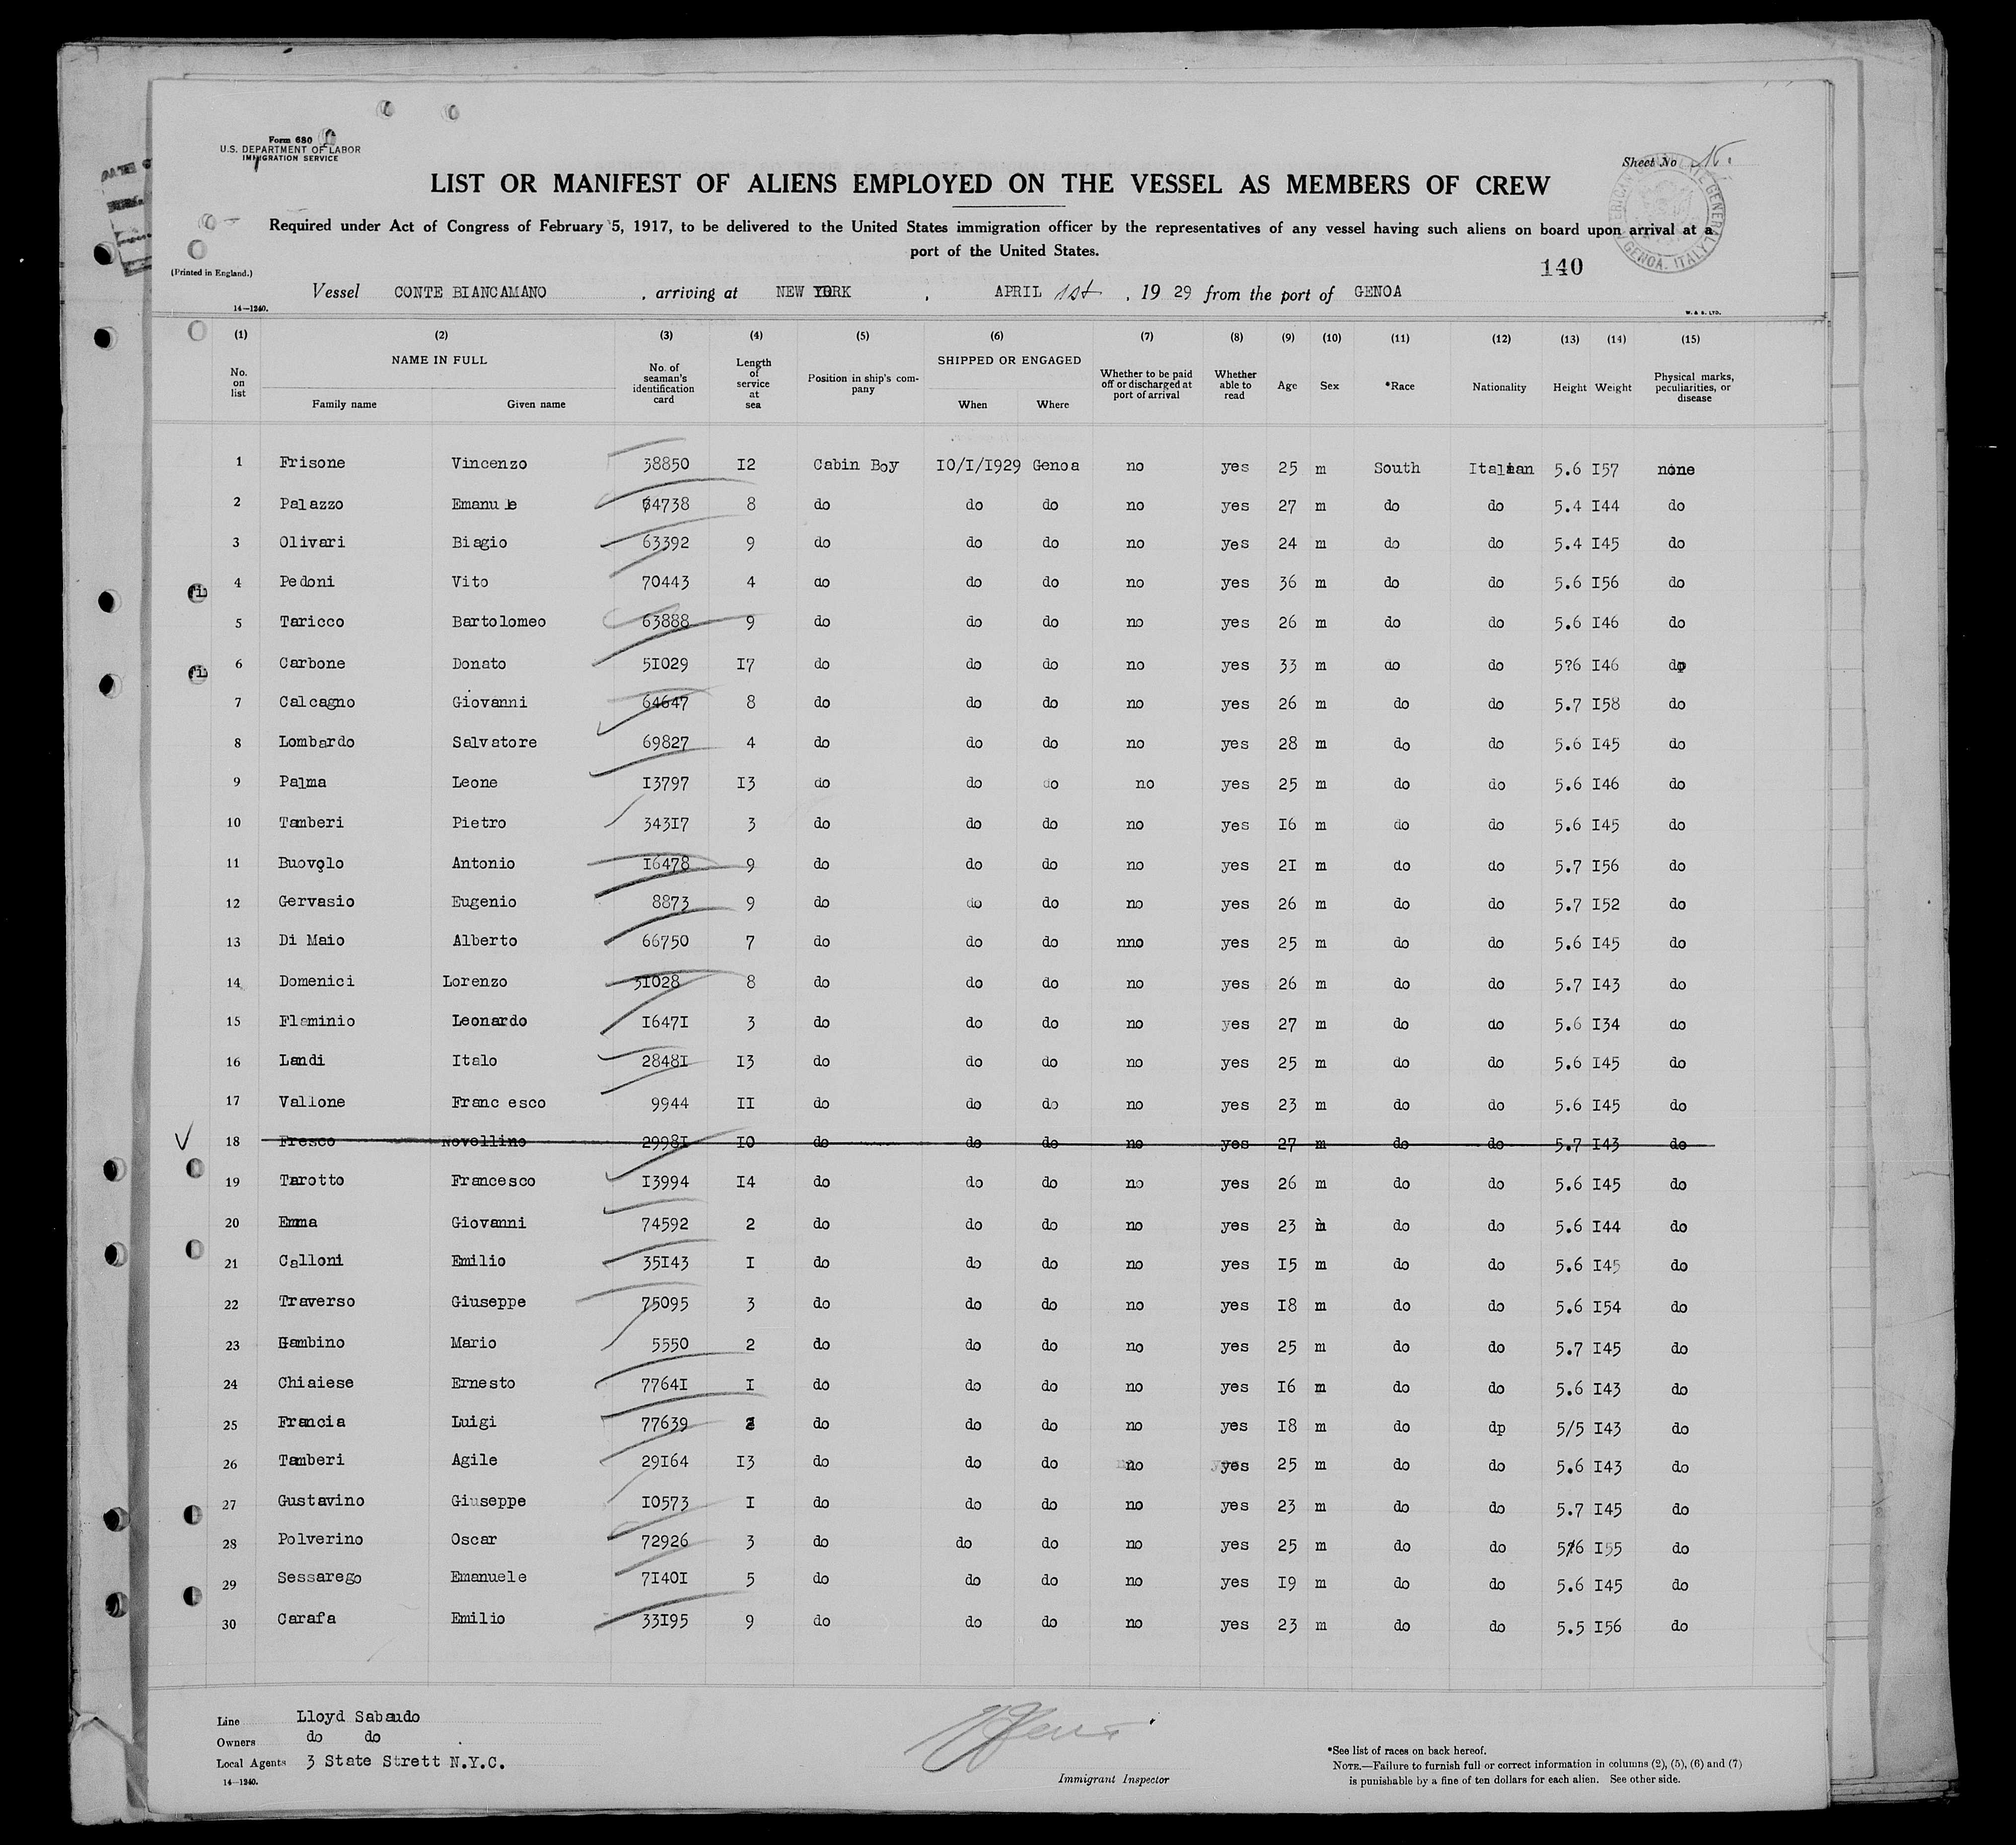 Form 680
U.S. DEPARTMENT OF LABOR
IMMIGRATION SERVICE
Sheet No
LIST OR MANIFEST OF ALIENS EMPLOYED ON THE VESSEL AS MEMBERS OF CREW
Required under Act of Congress of February 5, 1917, to be delivered to the United States immigration officer by the representatives of any vessel having such aliens on board upon arrival at a
port of the United States.
AMERICAN CONSULATE GENERAL GENOA, ITALY
140
(Printed in England.)
Vessel CONTE BIANCAMANO , arriving at NEW YORK , APRIL 1st , 19 29 from the port of GENOA
14—1240.
W. & S. LTD.
(1) (2) (3) (4) (5) (6) (7) (8) (9) (10) (11) (12) (13) (14) (15)
No. on list NAME IN FULL Family name Given name No. of seaman's identification card Length of service at sea Position in ship's company SHIPPED OR ENGAGED When Where Whether to be paid off or discharged at port of arrival Whether able to read Age Sex *Race Nationality Height Weight Physical marks, peculiarities, or disease
1 Frisone Vincenzo 38850 I2 Cabin Boy I0/I/I929 Genoa no yes 25 m South Italian 5.6 I57 none
2 Palazzo Emanule 64738 8 do do do no yes 27 m do do 5.4 I44 do
3 Olivari Biagio 63392 9 do do do no yes 24 m do do 5.4 I45 do
4 Pedoni Vito 70443 4 do do do no yes 36 m do do 5.6 I56 do
5 Taricco Bartolomeo 63888 9 do do do no yes 26 m do do 5.6 I46 do
6 Carbone Donato 5I029 I7 do do do no yes 33 m do do 5?6 I46 do
7 Calcagno Giovanni 64647 8 do do do no yes 26 m do do 5.7 I58 do
8 Lombardo Salvatore 69827 4 do do do no yes 28 m do do 5.6 I45 do
9 Palma Leone I3797 I3 do do do no yes 25 m do do 5.6 I46 do
10 Tamberi Pietro 343I7 3 do do do no yes I6 m do do 5.6 I45 do
11 Buovolo Antonio I6478 9 do do do no yes 2I m do do 5.7 I56 do
12 Gervasio Eugenio 8873 9 do do do no yes 26 m do do 5.7 I52 do
13 Di Maio Alberto 66750 7 do do do nno yes 25 m do do 5.6 I45 do
14 Domenici Lorenzo 3I028 8 do do do no yes 26 m do do 5.7 I43 do
15 Flaminio Leonardo I647I 3 do do do no yes 27 m do do 5.6 I34 do
16 Landi Italo 2848I I3 do do do no yes 25 m do do 5.6 I45 do
17 Vallone Franc esco 9944 II do do do no yes 23 m do do 5.6 I45 do
18 Fresco Novellino 2998I I0 do do do no yes 27 m do do 5.7 I43 do
19 Tarotto Francesco I3994 I4 do do do no yes 26 m do do 5.6 I45 do
20 Emma Giovanni 74592 2 do do do no yes 23 m do do 5.6 I44 do
21 Calloni Emilio 35I43 I do do do no yes I5 m do do 5.6 I45 do
22 Traverso Giuseppe 75095 3 do do do no yes I8 m do do 5.6 I54 do
23 Gambino Mario 5550 2 do do do no yes 25 m do do 5.7 I45 do
24 Chiaiese Ernesto 7764I I do do do no yes I6 m do do 5.6 I43 do
25 Francia Luigi 77639 do do do no yes I8 m do dp 5/5 I43 do
26 Tamberi Agile 29I64 I3 do do do no yes 25 m do do 5.6 I43 do
27 Gustavino Giuseppe I0573 I do do do no yes 23 m do do 5.7 I45 do
28 Polverino Oscar 72926 3 do do do no yes 25 m do do 5?6 I55 do
29 Sessarego Emanuele 7I40I 5 do do do no yes I9 m do do 5.6 I45 do
30 Carafa Emilio 33I95 9 do do do no yes 23 m do do 5.5 I56 do
Line Lloyd Sabaudo
Owners do do
Local Agents 3 State Strett N.Y.C.
14—1240.
Immigrant Inspector
*See list of races on back hereof.
NOTE.—Failure to furnish full or correct information in columns (2), (5), (6) and (7)
is punishable by a fine of ten dollars for each alien. See other side.